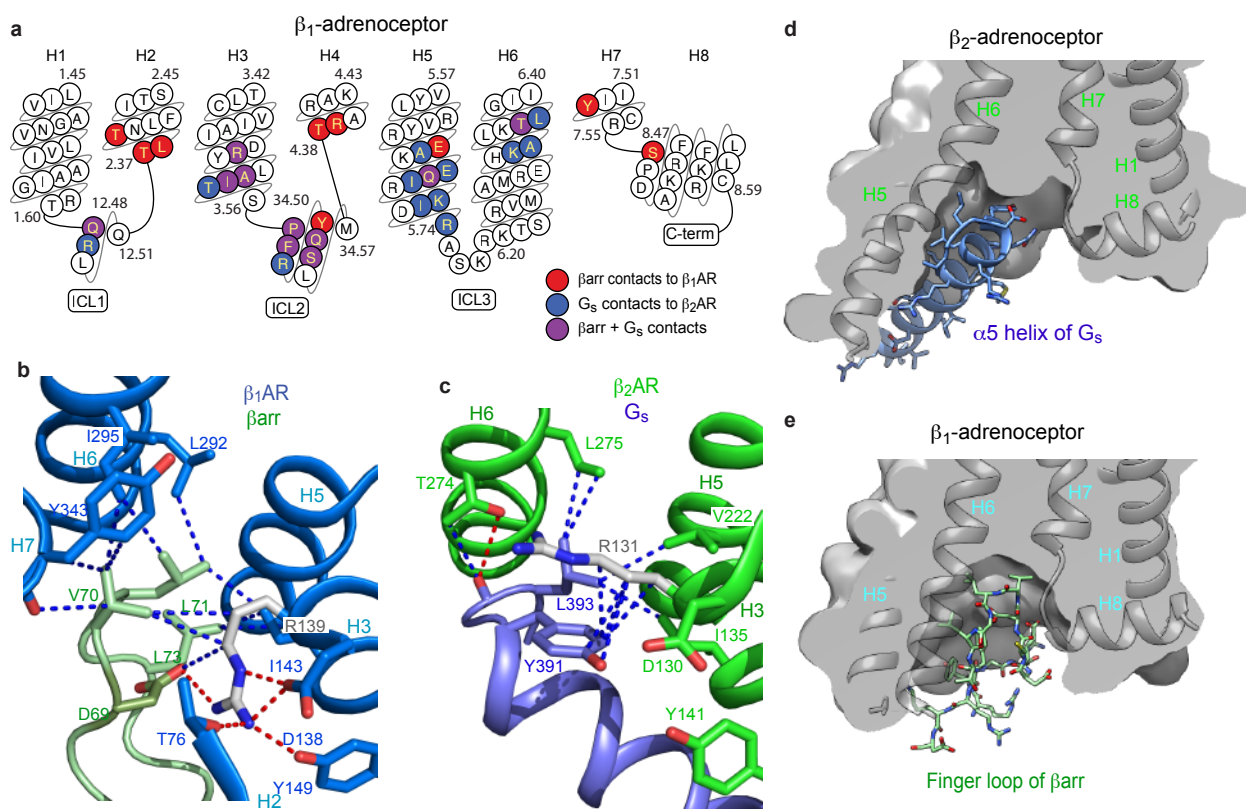 a
β₁-adrenoceptor
H1
H2
H3
H4
H5
H6
H7
H8
1.45
2.45
3.42
4.43
5.57
6.40
7.51
V I L
V N G A
I V L
G I A A
T R
1.60
12.48
Q
R
L
Q
12.51
ICL1
I T S
T N L F
T L
2.37
C L T
I A I V
Y R D
T I A L
S
3.56
34.50
P
F
R
L
S
Q
Y
M
34.57
ICL2
R A K
T R A
4.38
L Y V
R Y V R
K A E
R I Q E
D I K
R
5.74
A S K R K T S
6.20
ICL3
G I I
L K T L
H K A
A M R E
R V M
Y I I
R C
7.55
8.47
S
8.59
C-term
βarr contacts to β₁AR
Gₛ contacts to β₂AR
βarr + Gₛ contacts
b
β₁AR
βarr
I295
L292
H6
H5
Y343
H7
V70
L71
R139
H3
L73
I143
D69
T76
D138
Y149
H2
c
β₂AR
Gₛ
H6
L275
T274
H5
V222
R131
L393
H3
I135
Y391
D130
Y141
d
β₂-adrenoceptor
H6
H7
H1
H5
H8
α5 helix of Gₛ
e
β₁-adrenoceptor
H7
H6
H1
H5
H8
Finger loop of βarr